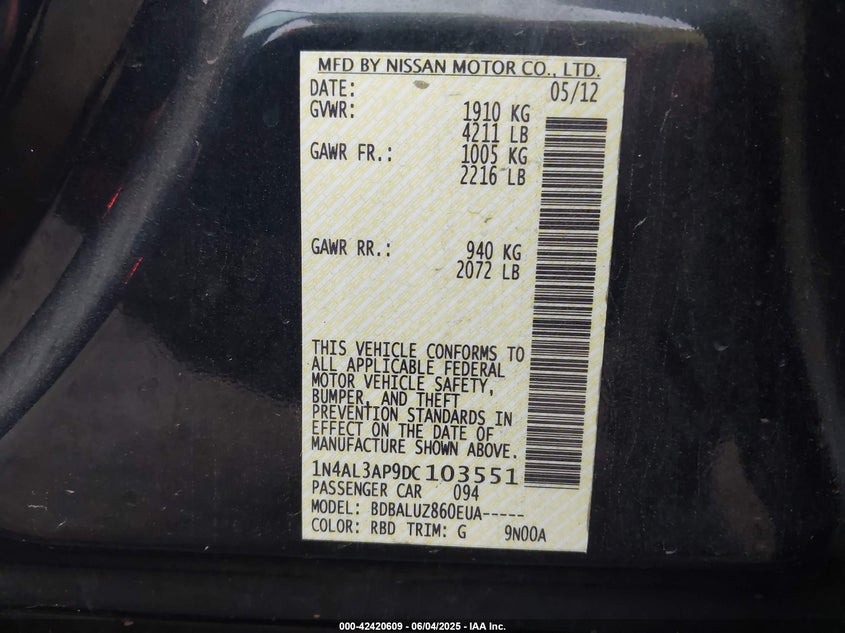 MFD BY NISSAN MOTOR CO., LTD.
DATE: 05/12
GVWR: 1910 KG
4211 LB
GAWR FR.: 1005 KG
2216 LB
GAWR RR.: 940 KG
2072 LB
THIS VEHICLE CONFORMS TO
ALL APPLICABLE FEDERAL
MOTOR VEHICLE SAFETY,
BUMPER, AND THEFT
PREVENTION STANDARDS IN
EFFECT ON THE DATE OF
MANUFACTURE SHOWN ABOVE.
1N4AL3AP9DC103551
PASSENGER CAR 094
MODEL: BDBALUZ860EUA-----
COLOR: RBD TRIM: G 9N00A
000-42420609 - 06/04/2025 - IAA Inc.